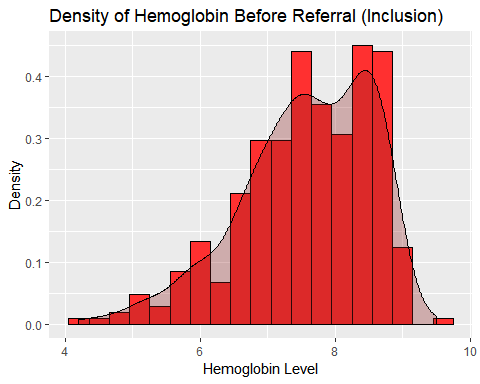 Density of Hemoglobin Before Referral (Inclusion)
Density
0.4
0.3
0.2
0.1
0.0
4 6 8 10
Hemoglobin Level